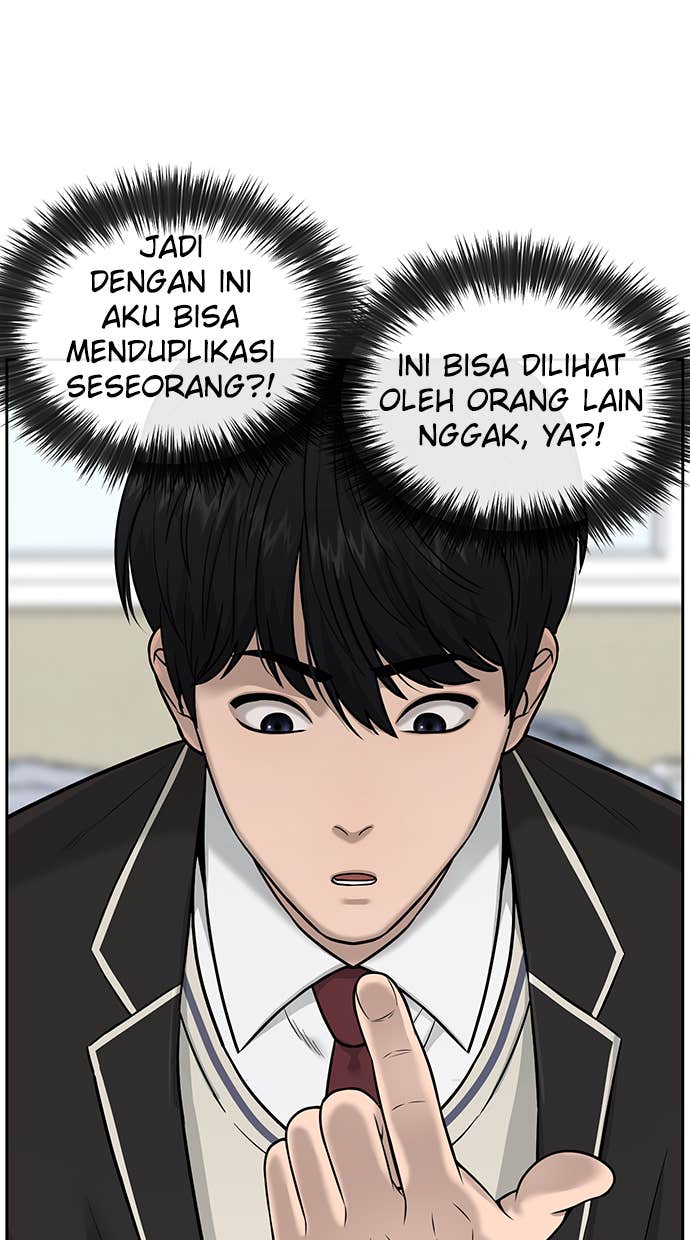 JADI
DENGAN INI
AKU BISA
MENDUPLIKASI
SESEORANG?!
INI BISA DILIHAT
OLEH ORANG LAIN
NGGAK, YA?!